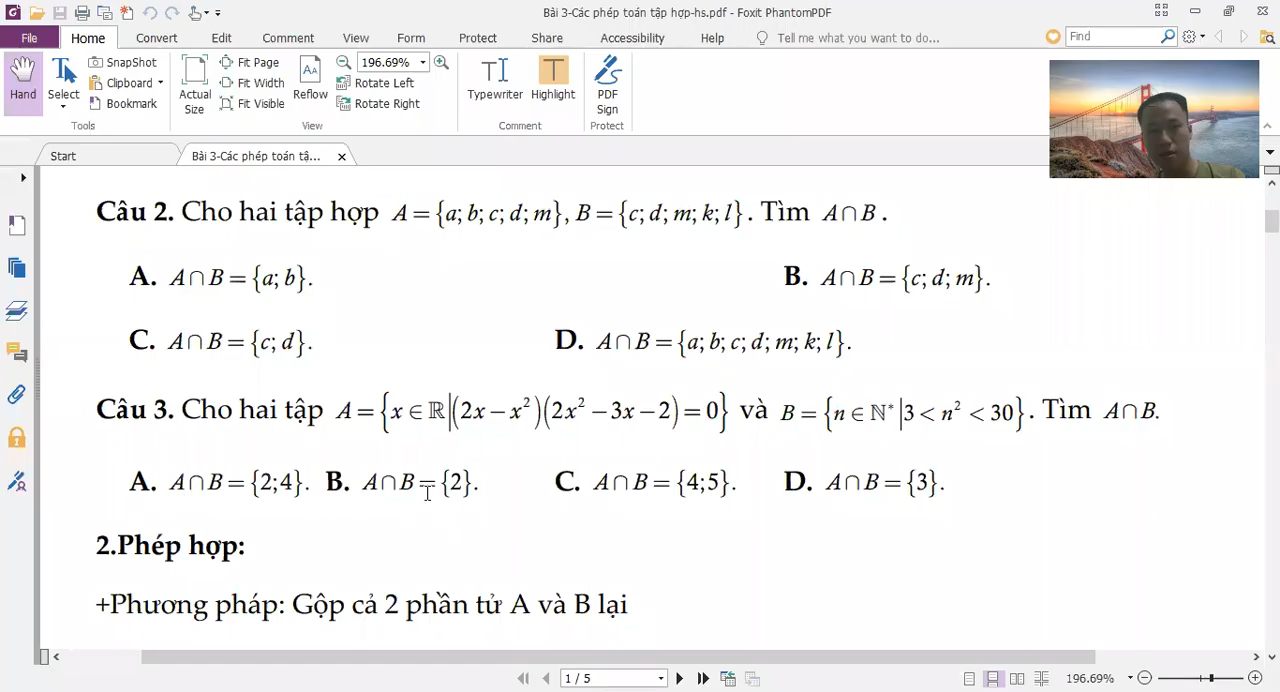 Bài 3-Các phép toán tập hợp-hs.pdf - Foxit PhantomPDF
File Home Convert Edit Comment View Form Protect Share Accessibility Help Tell me what you want to do... Find
Hand
Select
SnapShot
Clipboard
Bookmark
Tools
Actual Size
Fit Page
Fit Width
Fit Visible
Reflow
196.69%
Rotate Left
Rotate Right
View
Typewriter
Highlight
Comment
PDF Sign
Protect
Start
Bài 3-Các phép toán tậ...
Câu 2. Cho hai tập hợp A = {a; b; c; d; m}, B = {c; d; m; k; l}. Tìm A∩B.
A. A∩B = {a; b}. B. A∩B = {c; d; m}.
C. A∩B = {c; d}. D. A∩B = {a; b; c; d; m; k; l}.
Câu 3. Cho hai tập A = {x ∈ ℝ|(2x − x²)(2x² − 3x − 2) = 0} và B = {n ∈ ℕ*|3 < n² < 30}. Tìm A∩B.
A. A∩B = {2;4}. B. A∩B = {2}. C. A∩B = {4;5}. D. A∩B = {3}.
2.Phép hợp:
+Phương pháp: Gộp cả 2 phần tử A và B lại
1 / 5
196.69%